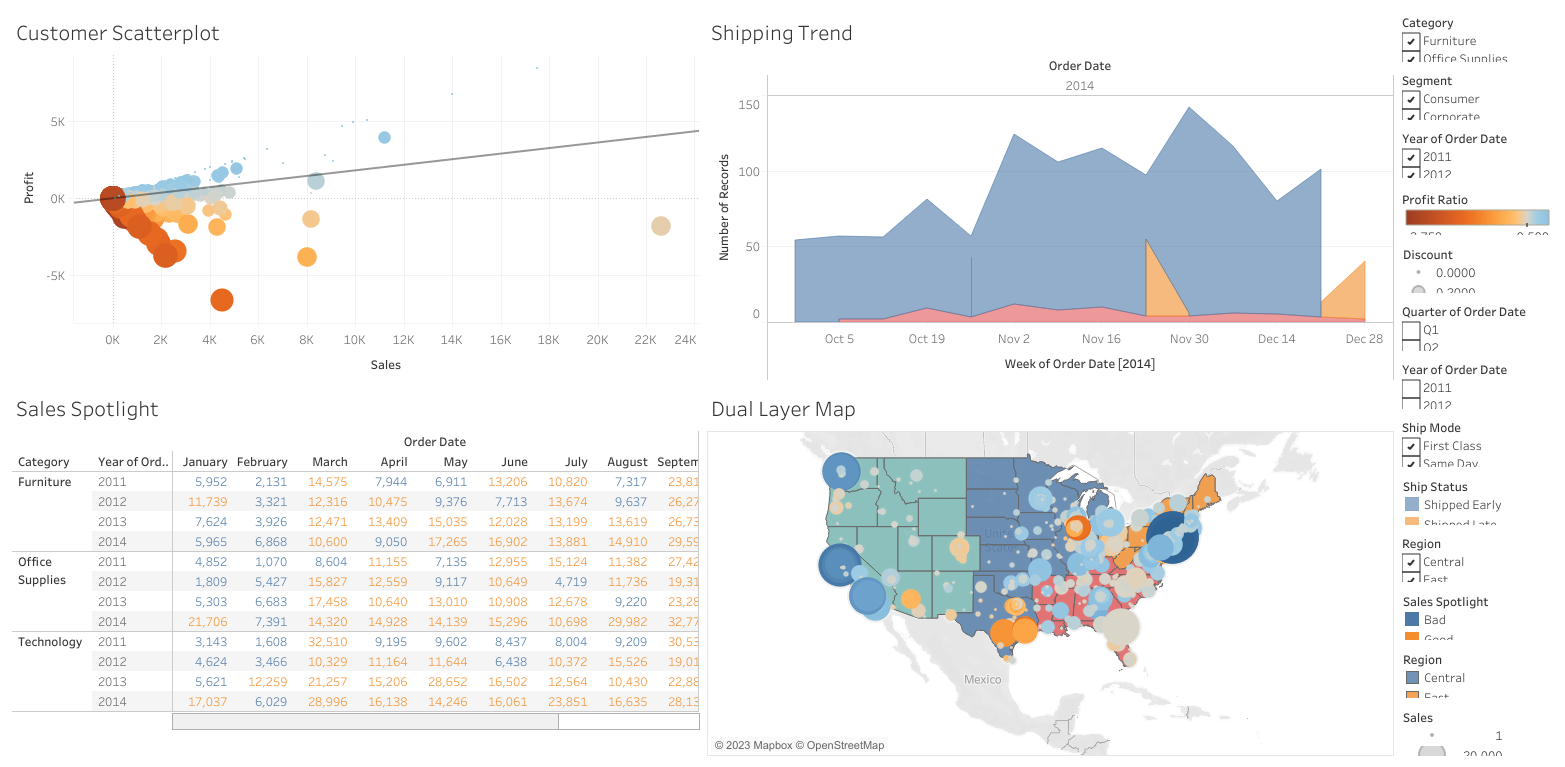 Customer Scatterplot
5K
0K
-5K
Profit
0K 2K 4K 6K 8K 10K 12K 14K 16K 18K 20K 22K 24K
Sales
Shipping Trend
Order Date
2014
150
100
50
0
Number of Records
Oct 5 Oct 19 Nov 2 Nov 16 Nov 30 Dec 14 Dec 28
Week of Order Date [2014]
Sales Spotlight
Order Date
Category Year of Ord.. January February March April May June July August Septem
Furniture 2011 5,952 2,131 14,575 7,944 6,911 13,206 10,820 7,317 23,81
2012 11,739 3,321 12,316 10,475 9,376 7,713 13,674 9,637 26,27
2013 7,624 3,926 12,471 13,409 15,035 12,028 13,199 13,619 26,73
2014 5,965 6,868 10,600 9,050 17,265 16,902 13,881 14,910 29,59
Office Supplies 2011 4,852 1,070 8,604 11,155 7,135 12,955 15,124 11,382 27,42
2012 1,809 5,427 15,827 12,559 9,117 10,649 4,719 11,736 19,31
2013 5,303 6,683 17,458 10,640 13,010 10,908 12,678 9,220 23,28
2014 21,706 7,391 14,320 14,928 14,139 15,296 10,698 29,982 32,77
Technology 2011 3,143 1,608 32,510 9,195 9,602 8,437 8,004 9,209 30,53
2012 4,624 3,466 10,329 11,164 11,644 6,438 10,372 15,526 19,01
2013 5,621 12,259 21,257 15,206 28,652 16,502 12,564 10,430 22,88
2014 17,037 6,029 28,996 16,138 14,246 16,061 23,851 16,635 28,13
Dual Layer Map
Mexico
© 2023 Mapbox © OpenStreetMap
Category
Furniture
Office Supplies
Segment
Consumer
Corporate
Year of Order Date
2011
2012
Profit Ratio
Discount
0.0000
0.2000
Quarter of Order Date
Q1
Q2
Year of Order Date
2011
2012
Ship Mode
First Class
Same Day
Ship Status
Shipped Early
Shipped Late
Region
Central
East
Sales Spotlight
Bad
Good
Region
Central
East
Sales
1
20,000